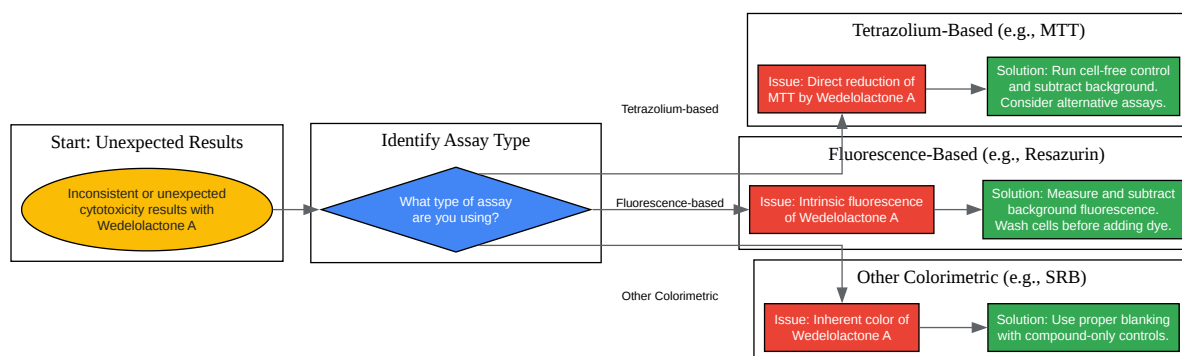 Start: Unexpected Results
Inconsistent or unexpected
cytotoxicity results with
Wedelolactone A
Identify Assay Type
What type of assay
are you using?
Tetrazolium-based
Fluorescence-based
Other Colorimetric
Tetrazolium-Based (e.g., MTT)
Issue: Direct reduction of
MTT by Wedelolactone A
Solution: Run cell-free control
and subtract background.
Consider alternative assays.
Fluorescence-Based (e.g., Resazurin)
Issue: Intrinsic fluorescence
of Wedelolactone A
Solution: Measure and subtract
background fluorescence.
Wash cells before adding dye.
Other Colorimetric (e.g., SRB)
Issue: Inherent color of
Wedelolactone A
Solution: Use proper blanking
with compound-only controls.